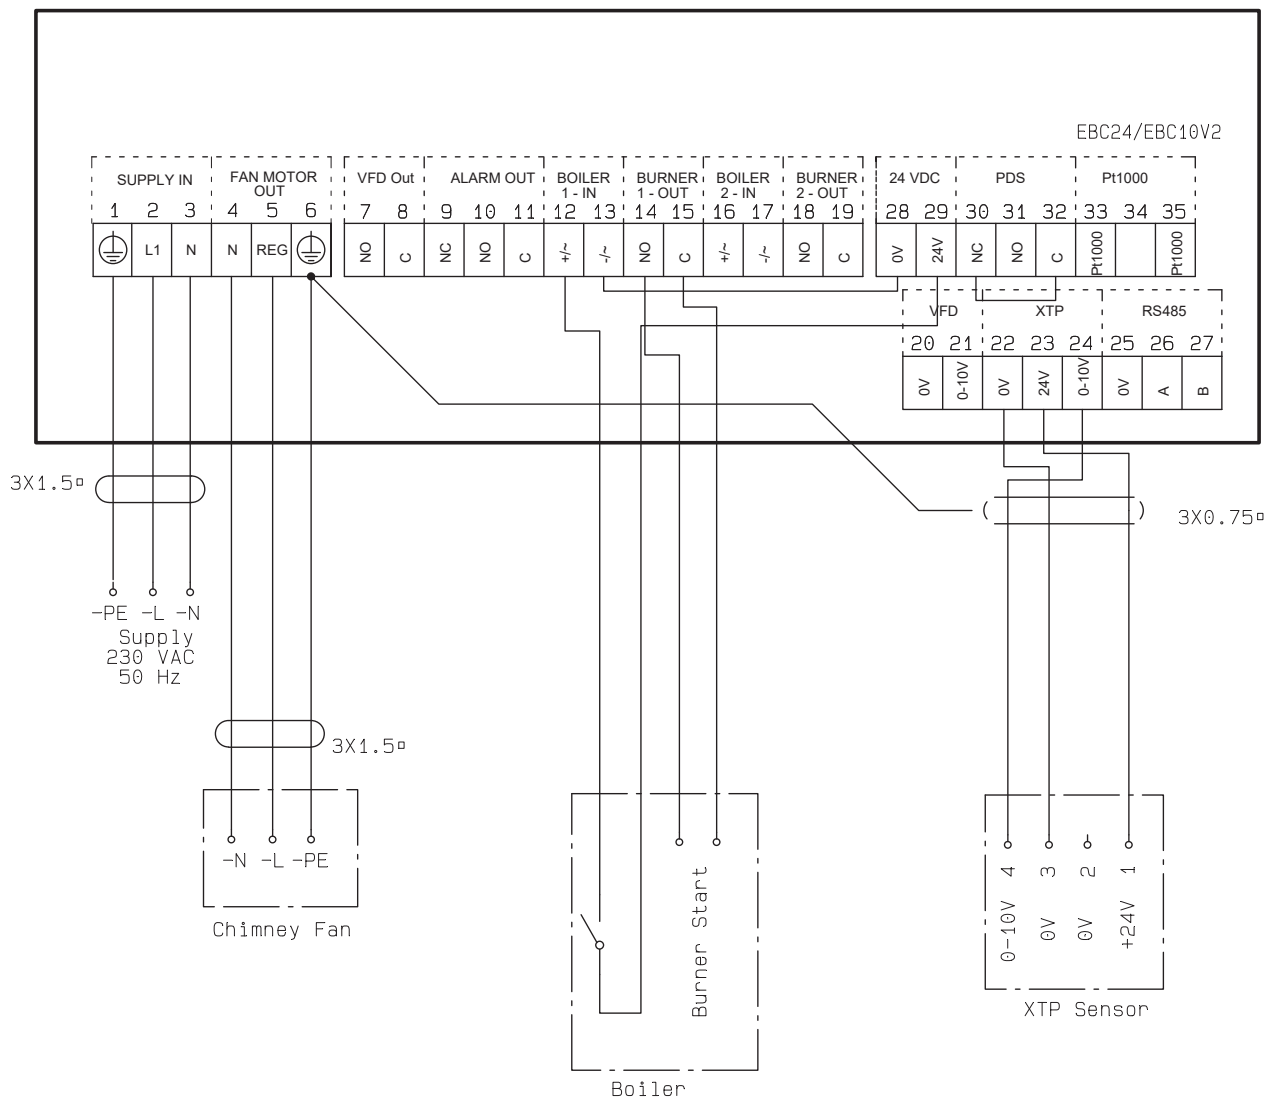 EBC24/EBC10V2
SUPPLY IN
FAN MOTOR
OUT
VFD Out
ALARM OUT
BOILER
1 - IN
BURNER
1 - OUT
BOILER
2 - IN
BURNER
2 - OUT
24 VDC
PDS
Pt1000
1 2 3 4 5 6 7 8 9 10 11 12 13 14 15 16 17 18 19 28 29 30 31 32 33 34 35
L1 N N REG NO C NC NO C +/~ -/~ NO C +/~ -/~ NO C 0V 24V NC NO C Pt1000 Pt1000
VFD XTP RS485
20 21 22 23 24 25 26 27
0V 0-10V 0V 24V 0-10V 0V A B
3X1.5▫
3X0.75▫
-PE -L -N
Supply
230 VAC
50 Hz
3X1.5▫
-N -L -PE
Chimney Fan
Burner Start
Boiler
4 3 2 1
0-10V 0V 0V +24V
XTP Sensor